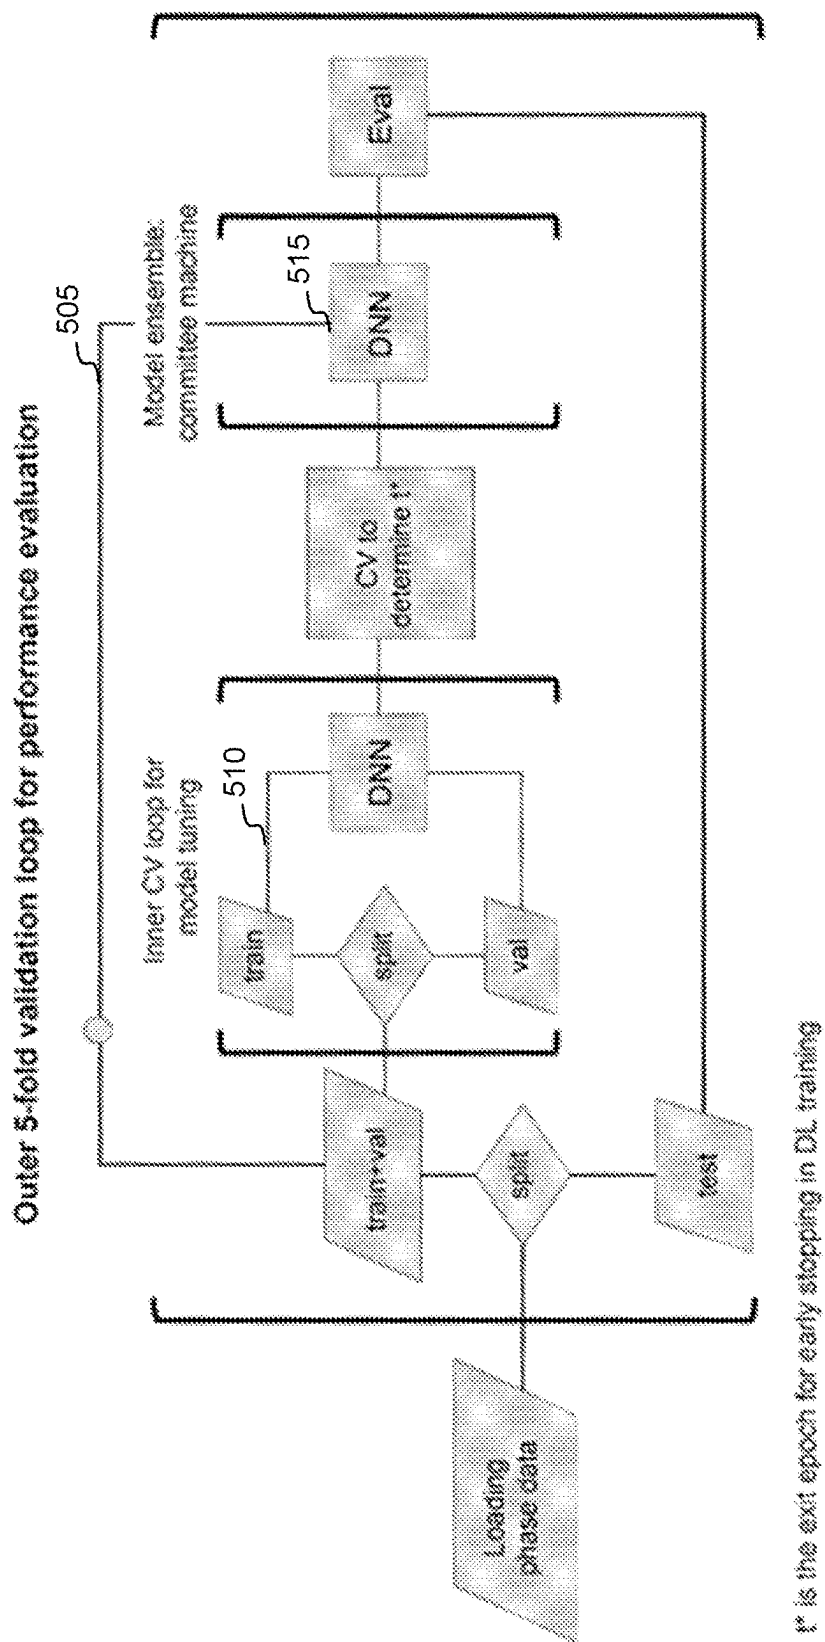 Outer 5-fold validation loop for performance evaluation
505
Inner CV loop for
model tuning
510
Model ensemble:
committee machine
515
Loading
phase data
split
train+val
test
split
train
val
DNN
CV to
determine t*
DNN
Eval
t* is the exit epoch for early stopping in DL training